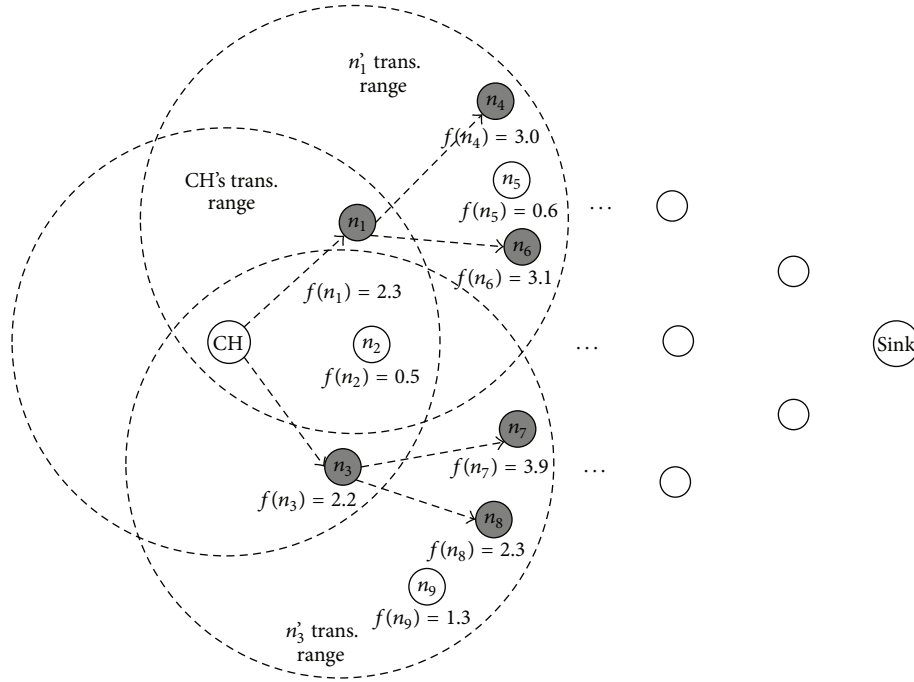 n'₁ trans.
range
n₄
f(n₄) = 3.0
CH's trans.
range
n₅
f(n₅) = 0.6
...
n₁
n₆
f(n₆) = 3.1
f(n₁) = 2.3
CH
n₂
f(n₂) = 0.5
...
Sink
n₇
f(n₇) = 3.9
...
n₃
f(n₃) = 2.2
n₈
f(n₈) = 2.3
n₉
f(n₉) = 1.3
n'₃ trans.
range